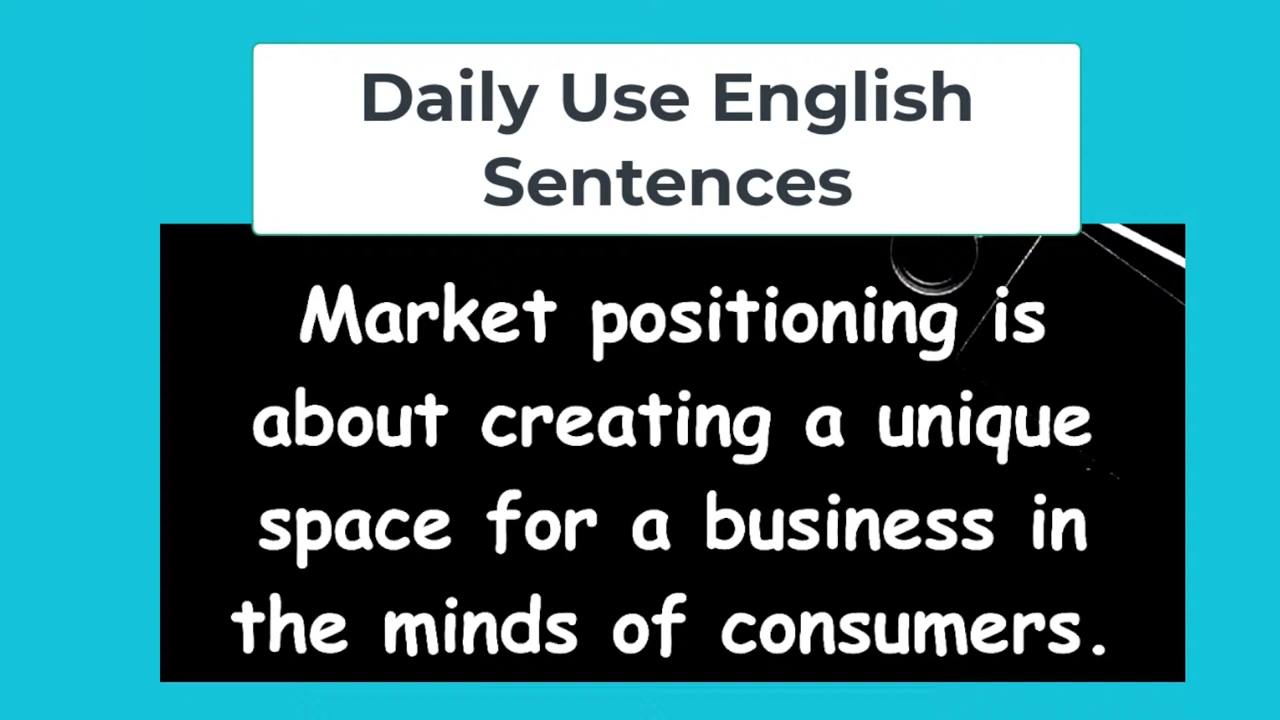 Daily Use English
Sentences
Market positioning is
about creating a unique
space for a business in
the minds of consumers.